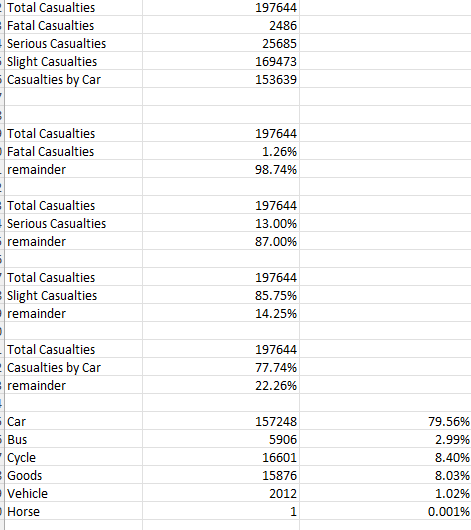 Total Casualties 197644
Fatal Casualties 2486
Serious Casualties 25685
Slight Casualties 169473
Casualties by Car 153639
Total Casualties 197644
Fatal Casualties 1.26%
remainder 98.74%
Total Casualties 197644
Serious Casualties 13.00%
remainder 87.00%
Total Casualties 197644
Slight Casualties 85.75%
remainder 14.25%
Total Casualties 197644
Casualties by Car 77.74%
remainder 22.26%
Car 157248 79.56%
Bus 5906 2.99%
Cycle 16601 8.40%
Goods 15876 8.03%
Vehicle 2012 1.02%
Horse 1 0.001%